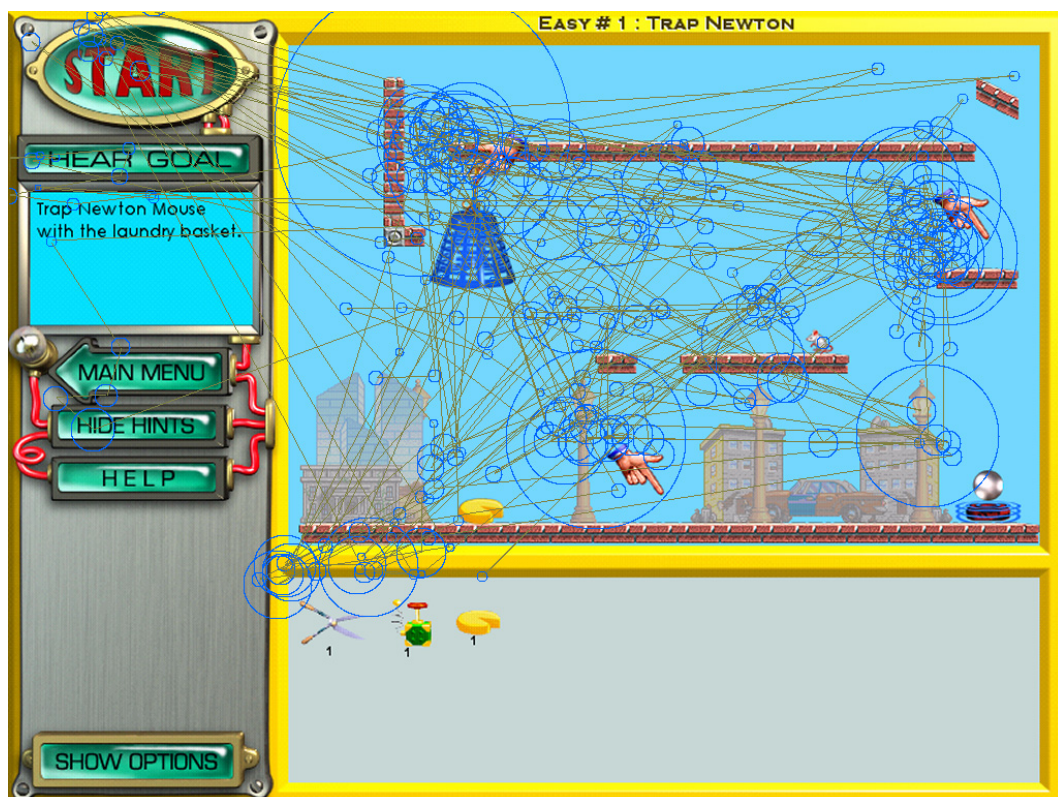 EASY # 1 : TRAP NEWTON
START
HEAR GOAL
Trap Newton Mouse
with the laundry basket.
MAIN MENU
HIDE HINTS
HELP
1
1
1
SHOW OPTIONS